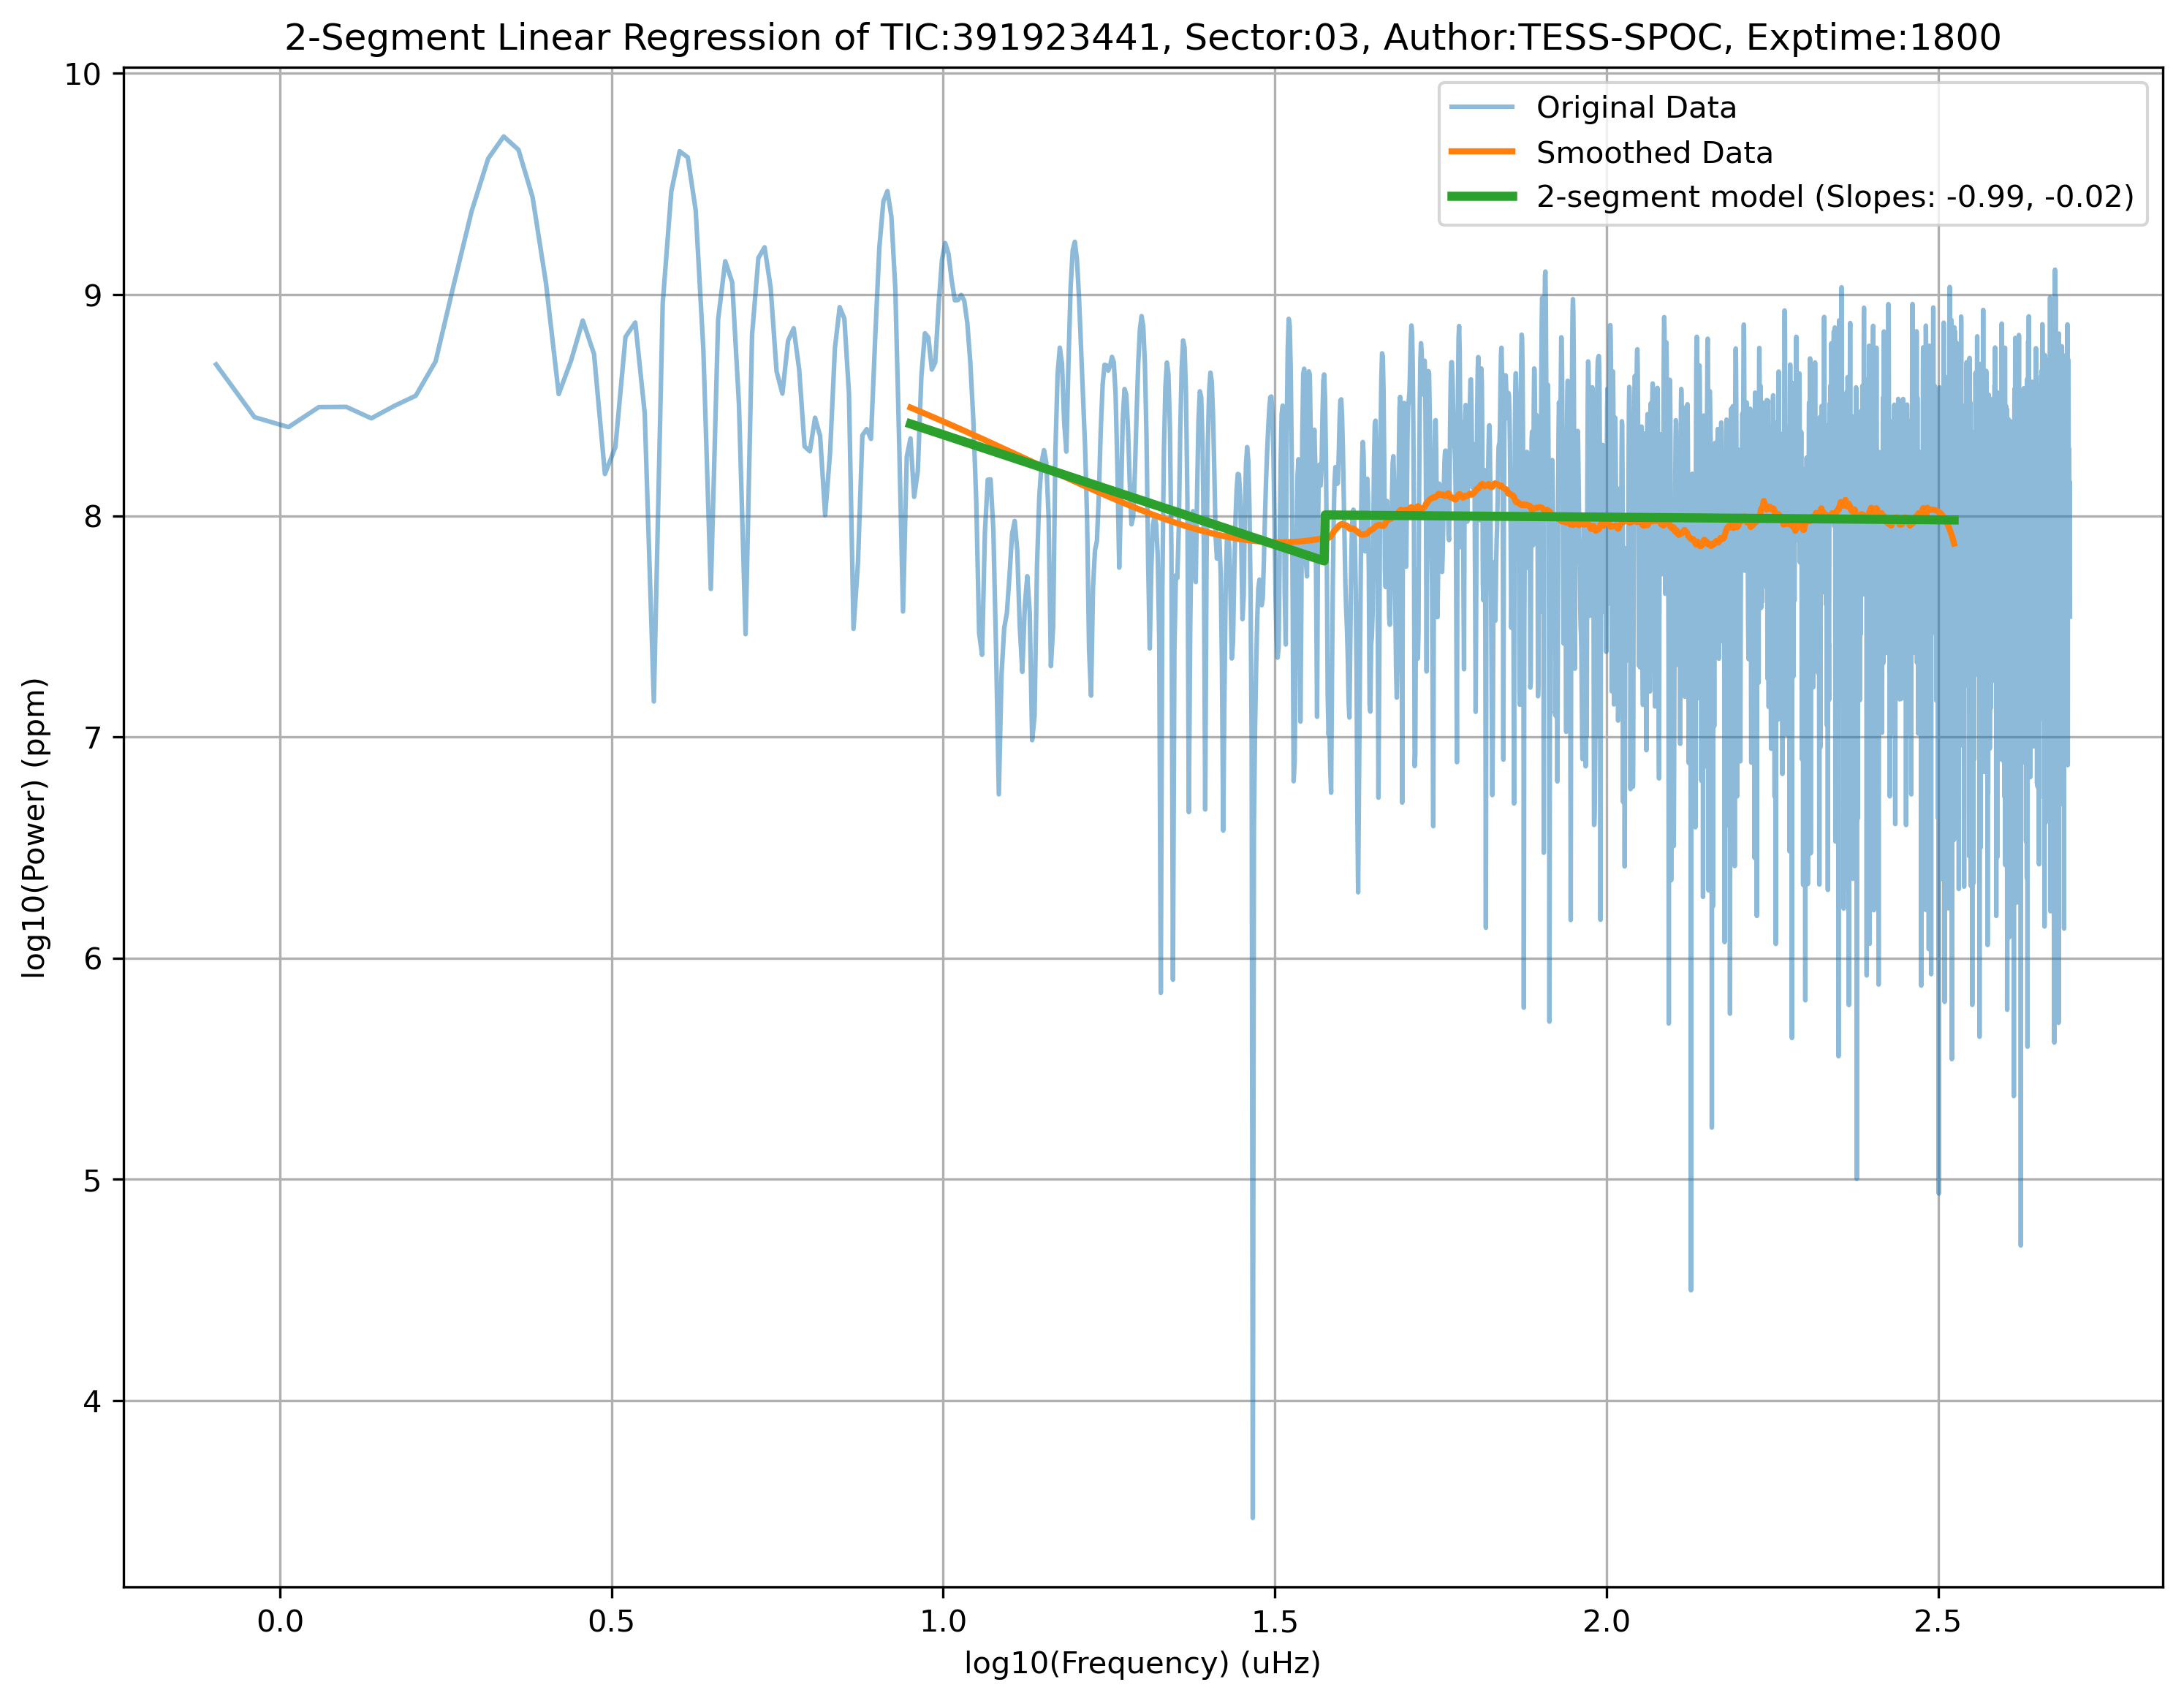 2-Segment Linear Regression of TIC:391923441, Sector:03, Author:TESS-SPOC, Exptime:1800
Original Data
Smoothed Data
2-segment model (Slopes: -0.99, -0.02)
log10(Power) (ppm)
10
9
8
7
6
5
4
0.0 0.5 1.0 1.5 2.0 2.5
log10(Frequency) (uHz)